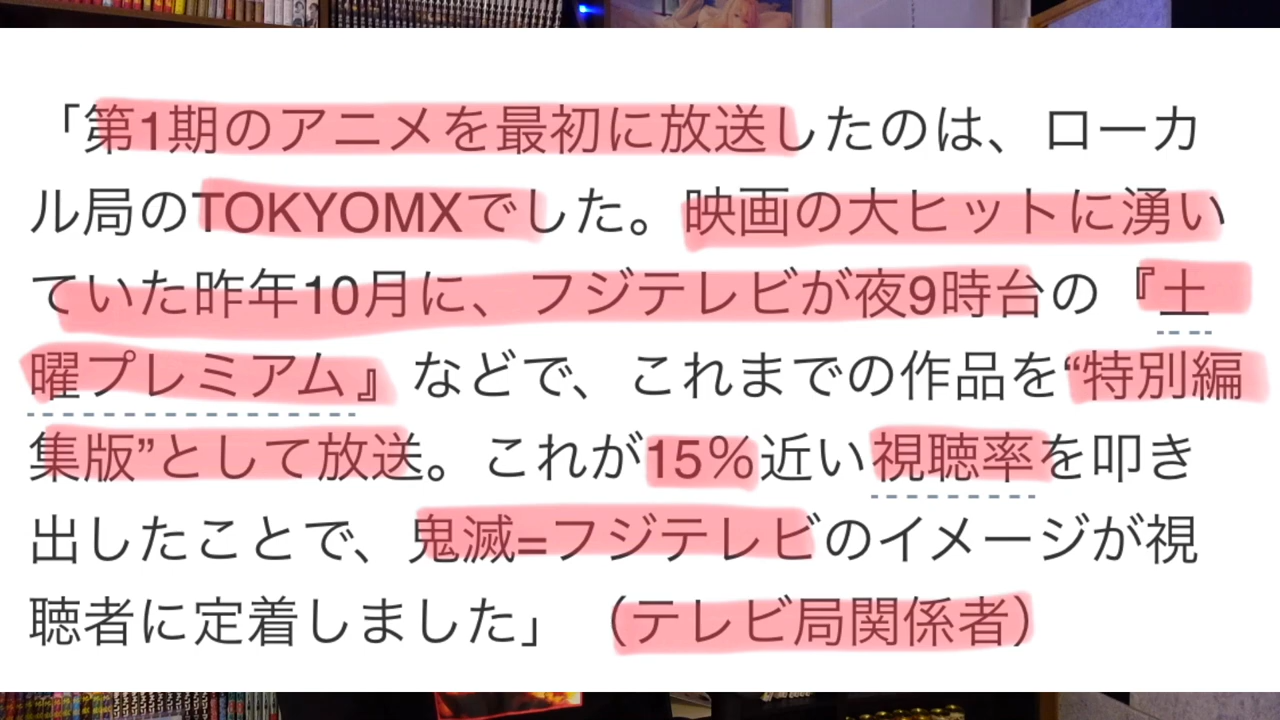 「第1期のアニメを最初に放送したのは、ローカ
ル局のTOKYOMXでした。映画の大ヒットに湧い
ていた昨年10月に、フジテレビが夜9時台の『土
曜プレミアム』などで、これまでの作品を“特別編
集版”として放送。これが15%近い視聴率を叩き
出したことで、鬼滅=フジテレビのイメージが視
聴者に定着しました」（テレビ局関係者）